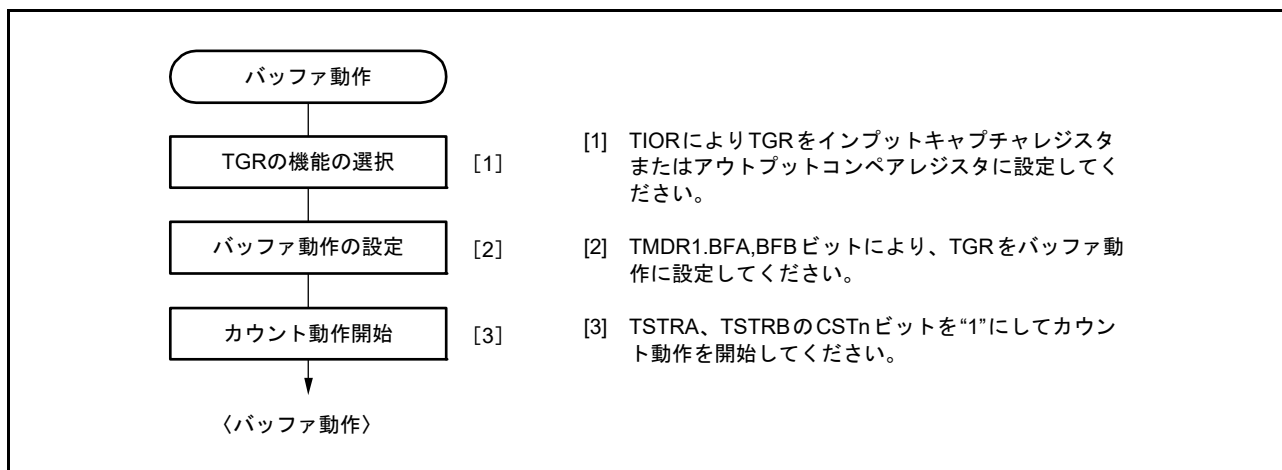 バッファ動作
TGRの機能の選択 [1]
バッファ動作の設定 [2]
カウント動作開始 [3]
〈バッファ動作〉
[1] TIORによりTGRをインプットキャプチャレジスタ
またはアウトプットコンペアレジスタに設定してく
ださい。
[2] TMDR1.BFA,BFBビットにより、TGRをバッファ動
作に設定してください。
[3] TSTRA、TSTRBのCSTnビットを“1”にしてカウン
ト動作を開始してください。